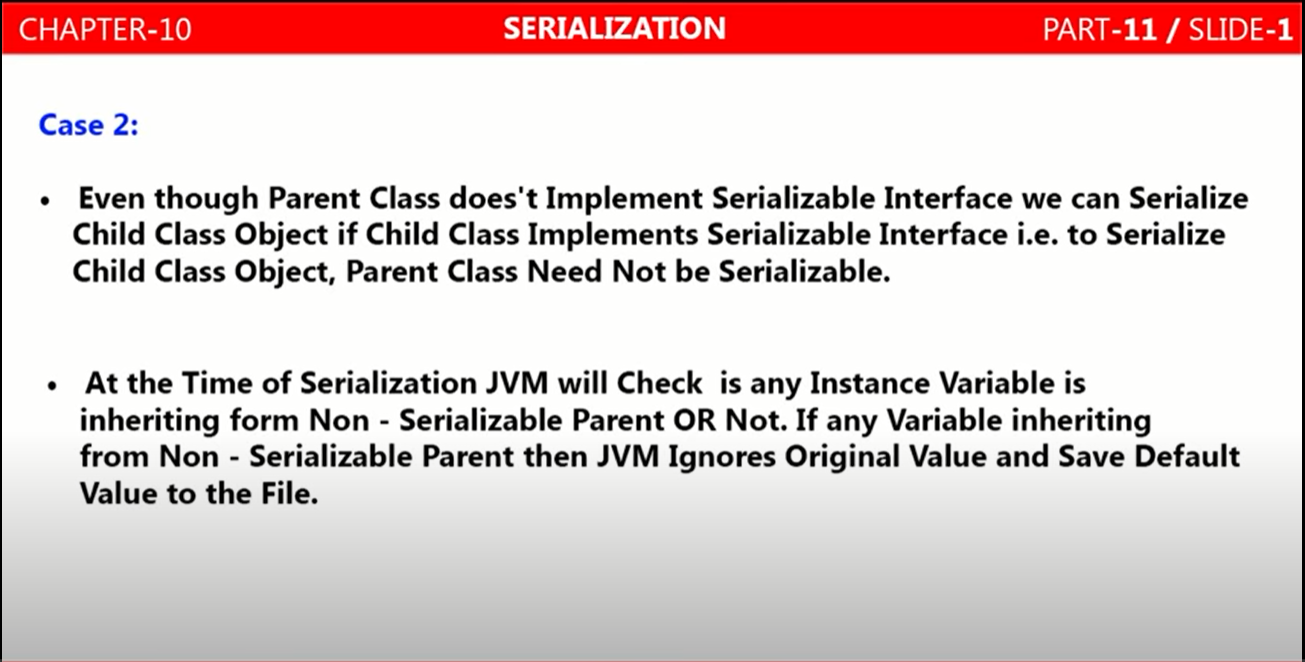 CHAPTER-10 SERIALIZATION PART-11 / SLIDE-1
Case 2:
• Even though Parent Class does't Implement Serializable Interface we can Serialize
Child Class Object if Child Class Implements Serializable Interface i.e. to Serialize
Child Class Object, Parent Class Need Not be Serializable.
• At the Time of Serialization JVM will Check is any Instance Variable is
inheriting form Non - Serializable Parent OR Not. If any Variable inheriting
from Non - Serializable Parent then JVM Ignores Original Value and Save Default
Value to the File.